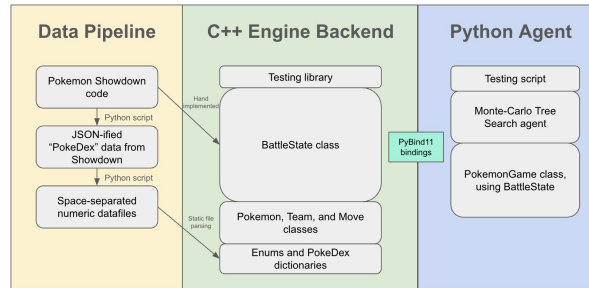 Data Pipeline
Pokemon Showdown
code
Python script
JSON-ified
“PokeDex” data from
Showdown
Python script
Space-separated
numeric datafiles
Hand
implemented
Static file
parsing
C++ Engine Backend
Testing library
BattleState class
Pokemon, Team, and Move
classes
Enums and PokeDex
dictionaries
PyBind11
bindings
Python Agent
Testing script
Monte-Carlo Tree
Search agent
PokemonGame class,
using BattleState